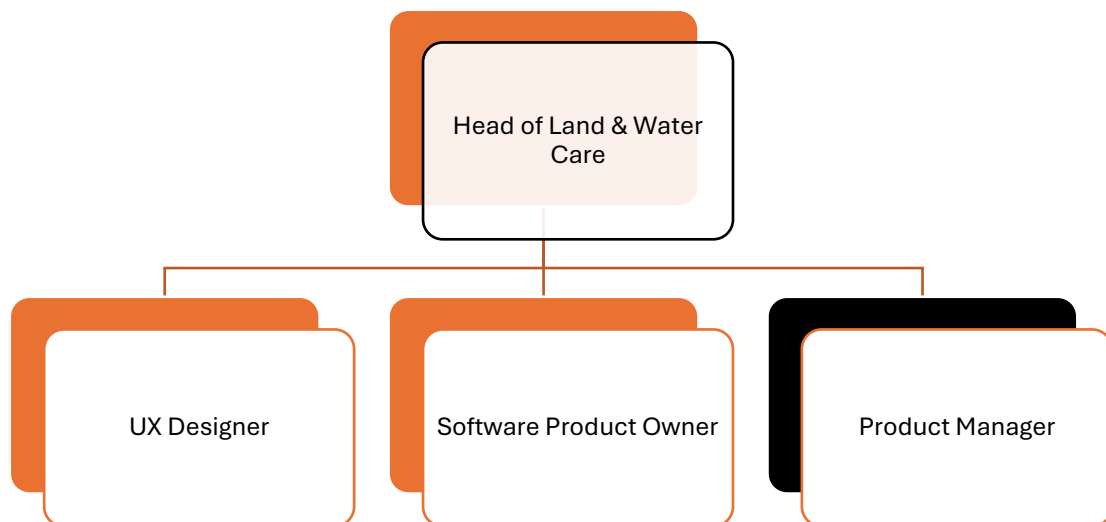 Head of Land & Water
Care
UX Designer
Software Product Owner
Product Manager